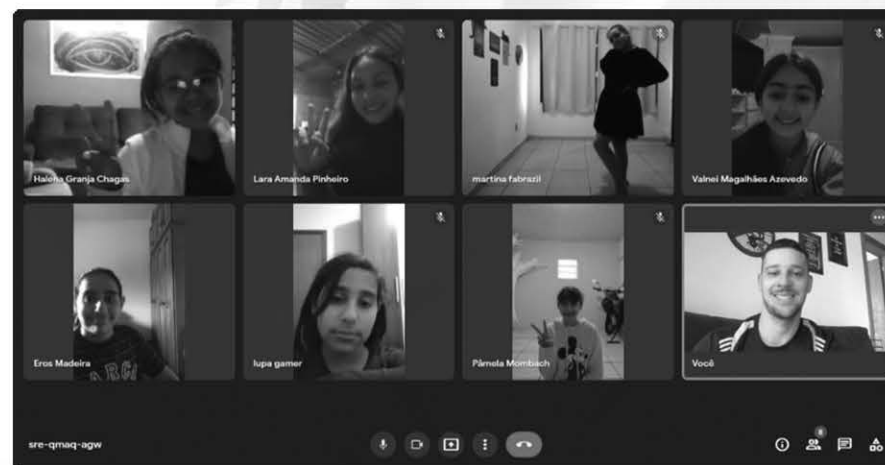 Halena Granja Chagas
Lara Amanda Pinheiro
martina fabrazil
Valnei Magalhães Azevedo
Eros Madeira
lupa gamer
Pâmela Mombach
Você
sre-qmaq-agw
8